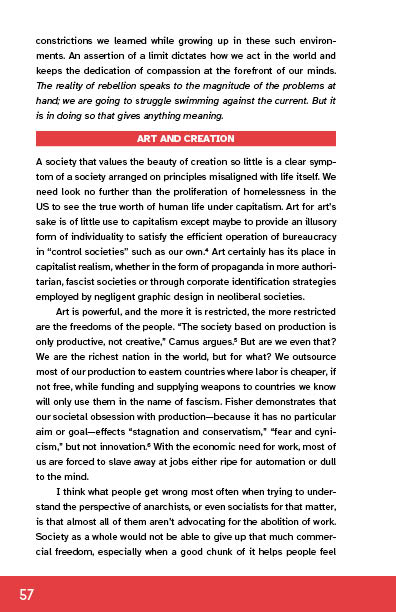 constrictions we learned while growing up in these such environ-
ments. An assertion of a limit dictates how we act in the world and
keeps the dedication of compassion at the forefront of our minds.
The reality of rebellion speaks to the magnitude of the problems at
hand; we are going to struggle swimming against the current. But it
is in doing so that gives anything meaning.
ART AND CREATION
A society that values the beauty of creation so little is a clear symp-
tom of a society arranged on principles misaligned with life itself. We
need look no further than the proliferation of homelessness in the
US to see the true worth of human life under capitalism. Art for art's
sake is of little use to capitalism except maybe to provide an illusory
form of individuality to satisfy the efficient operation of bureaucracy
in “control societies” such as our own.⁴ Art certainly has its place in
capitalist realism, whether in the form of propaganda in more authori-
tarian, fascist societies or through corporate identification strategies
employed by negligent graphic design in neoliberal societies.
Art is powerful, and the more it is restricted, the more restricted
are the freedoms of the people. “The society based on production is
only productive, not creative,” Camus argues.⁵ But are we even that?
We are the richest nation in the world, but for what? We outsource
most of our production to eastern countries where labor is cheaper, if
not free, while funding and supplying weapons to countries we know
will only use them in the name of fascism. Fisher demonstrates that
our societal obsession with production—because it has no particular
aim or goal—effects “stagnation and conservatism,” “fear and cyni-
cism,” but not innovation.⁶ With the economic need for work, most of
us are forced to slave away at jobs either ripe for automation or dull
to the mind.
I think what people get wrong most often when trying to under-
stand the perspective of anarchists, or even socialists for that matter,
is that almost all of them aren't advocating for the abolition of work.
Society as a whole would not be able to give up that much commer-
cial freedom, especially when a good chunk of it helps people feel
57